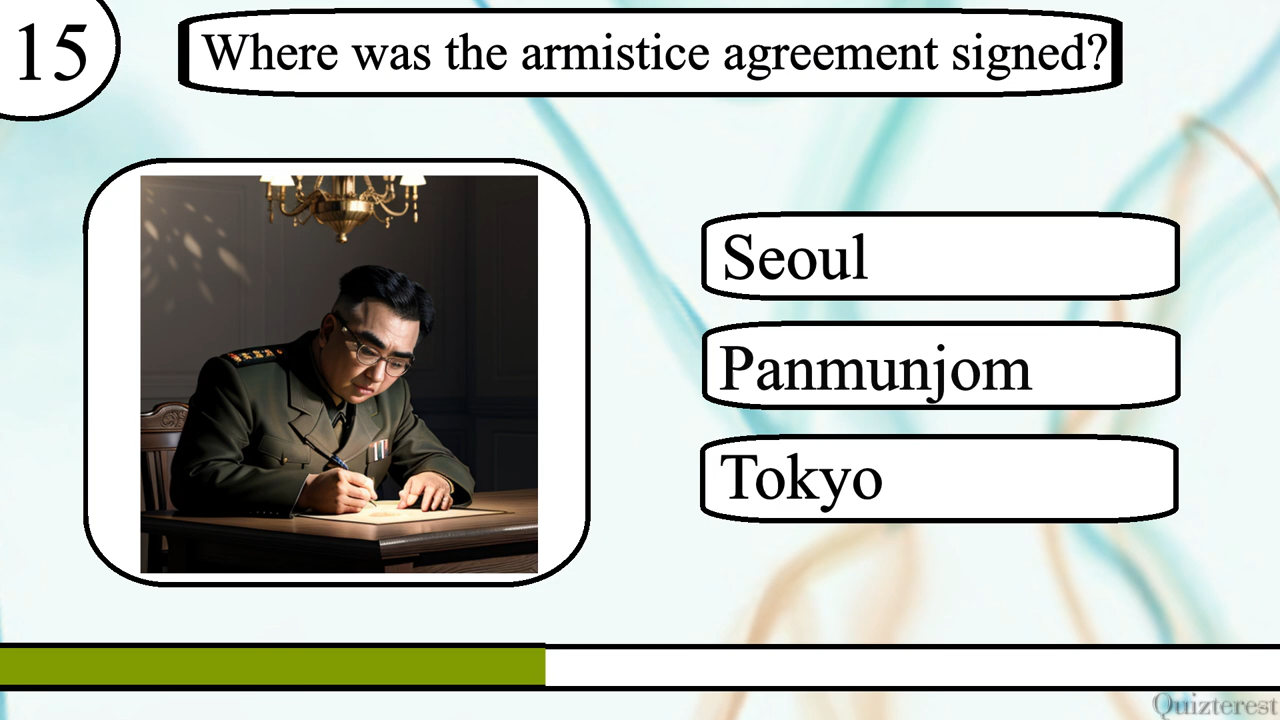 15
Where was the armistice agreement signed?
Seoul
Panmunjom
Tokyo
Quizterest